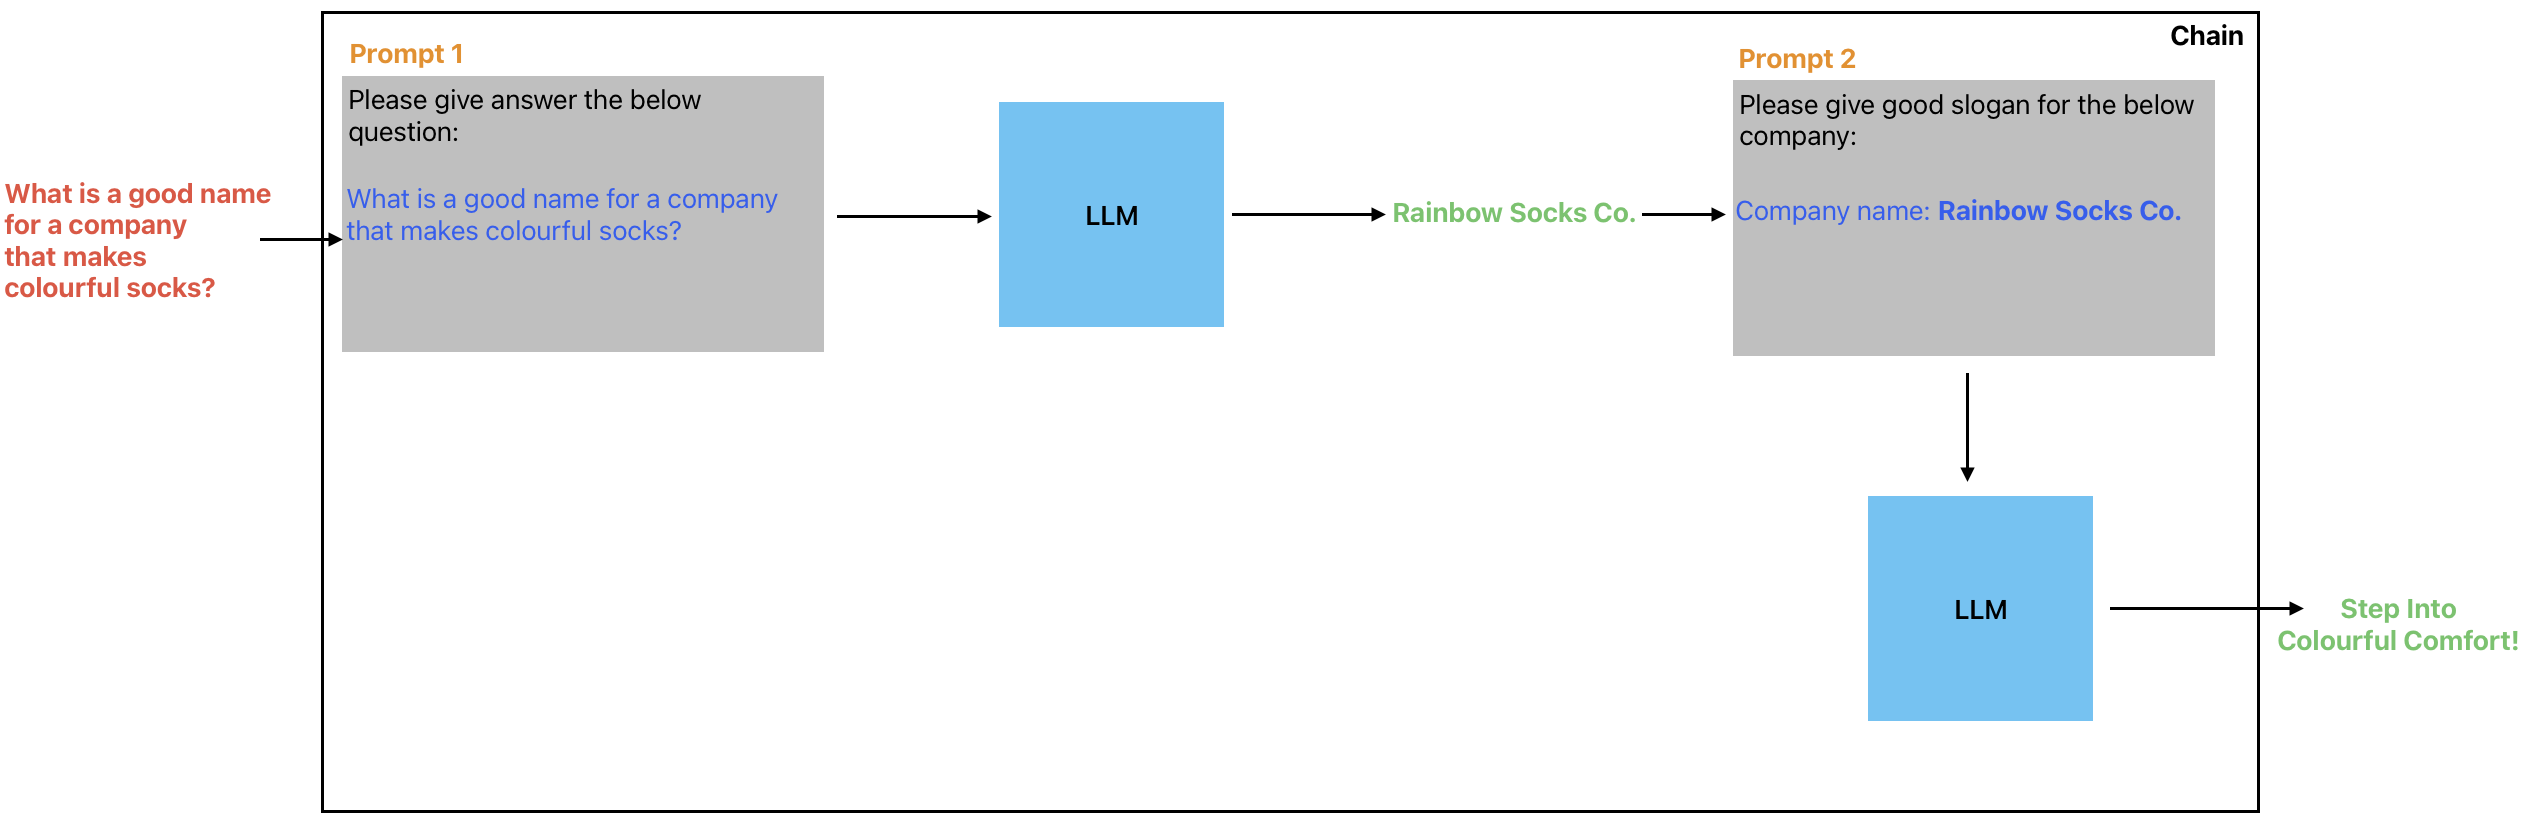 Chain
Prompt 1
Please give answer the below
question:
What is a good name for a company
that makes colourful socks?
What is a good name
for a company
that makes
colourful socks?
LLM
Rainbow Socks Co.
Prompt 2
Please give good slogan for the below
company:
Company name: Rainbow Socks Co.
LLM
Step Into
Colourful Comfort!